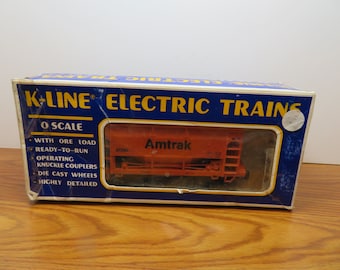 K-LINE® ELECTRIC TRAINS
O SCALE
- WITH ORE LOAD
READY-TO-RUN
- OPERATING
KNUCKLE COUPLERS
- DIE CAST WHEELS
- HIGHLY DETAILED
Amtrak